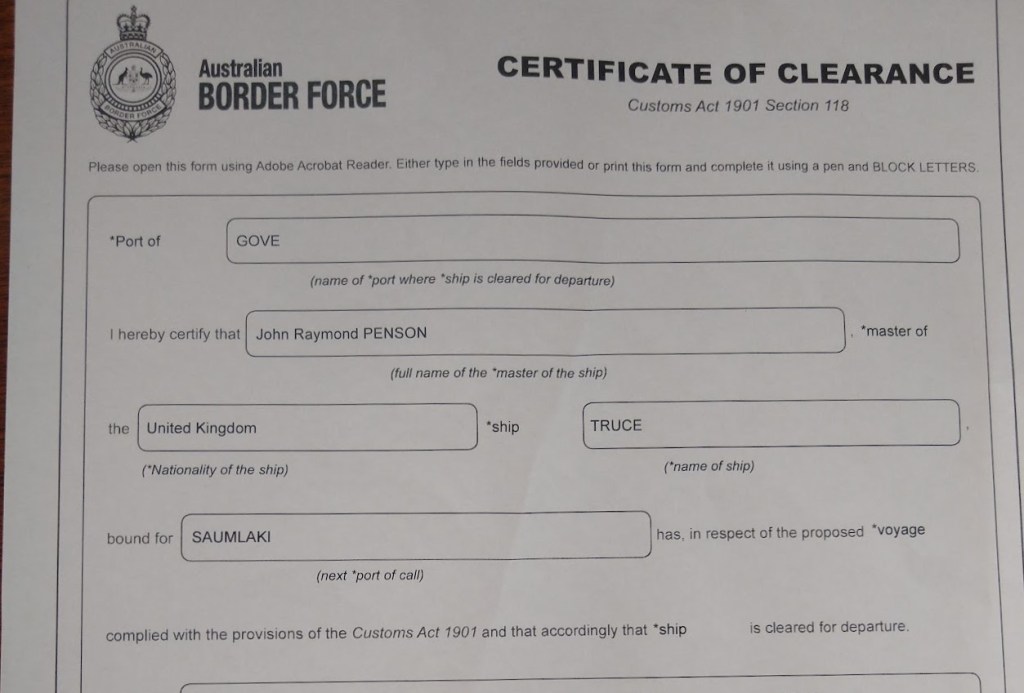 AUSTRALIAN
BORDER FORCE
Australian
BORDER FORCE
CERTIFICATE OF CLEARANCE
Customs Act 1901 Section 118
Please open this form using Adobe Acrobat Reader. Either type in the fields provided or print this form and complete it using a pen and BLOCK LETTERS.
*Port of GOVE
(name of *port where *ship is cleared for departure)
I hereby certify that John Raymond PENSON , *master of
(full name of the *master of the ship)
the United Kingdom *ship TRUCE ,
(*Nationality of the ship) (*name of ship)
bound for SAUMLAKI has, in respect of the proposed *voyage
(next *port of call)
complied with the provisions of the Customs Act 1901 and that accordingly that *ship is cleared for departure.